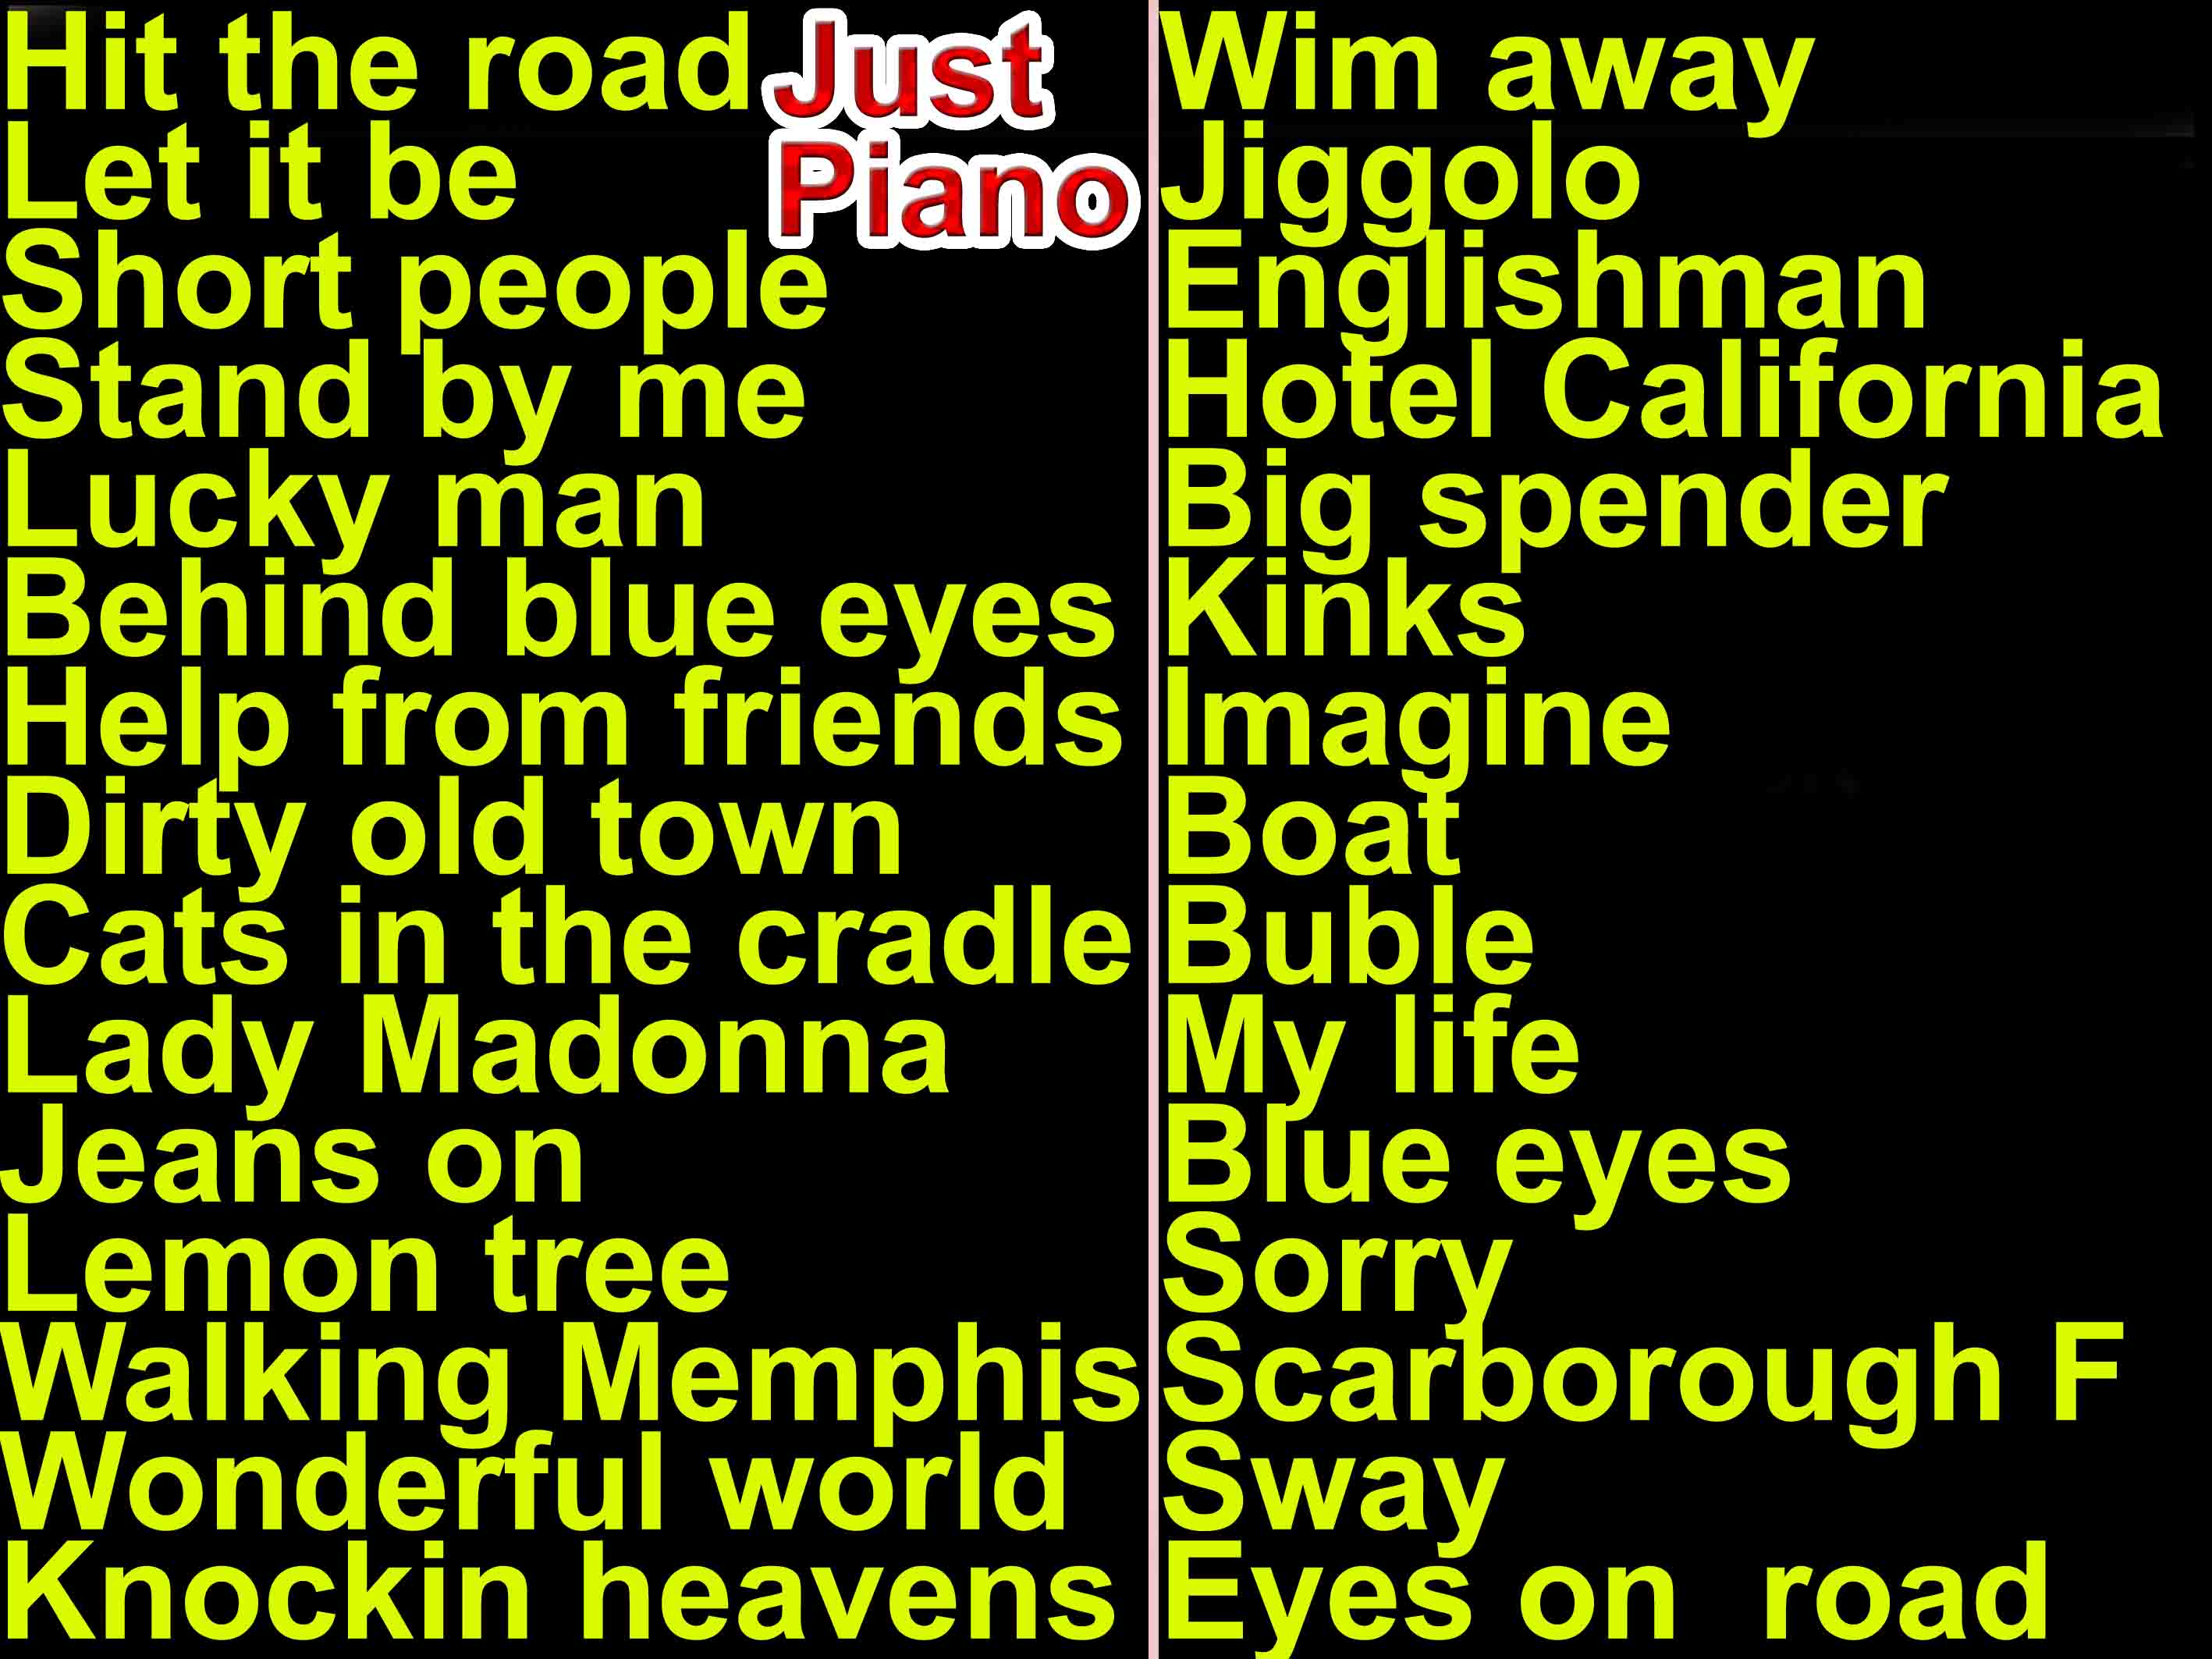 Hit the road
Just
Piano
Let it be
Short people
Stand by me
Lucky man
Behind blue eyes
Help from friends
Dirty old town
Cats in the cradle
Lady Madonna
Jeans on
Lemon tree
Walking Memphis
Wonderful world
Knockin heavens
Wim away
Jiggolo
Englishman
Hotel California
Big spender
Kinks
Imagine
Boat
Buble
My life
Blue eyes
Sorry
Scarborough F
Sway
Eyes on road